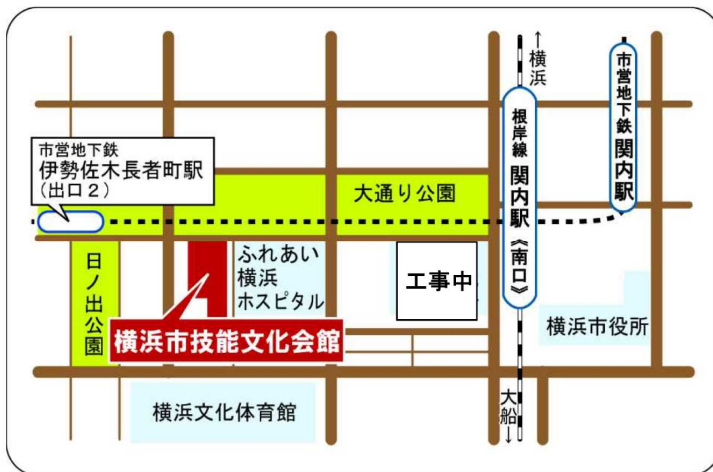 ↑横浜
市営地下鉄 関内駅
根岸線 関内駅《南口》
市営地下鉄
伊勢佐木長者町駅
(出口2)
大通り公園
日ノ出公園
ふれあい
横浜
ホスピタル
工事中
横浜市役所
横浜市技能文化会館
横浜文化体育館
大船→